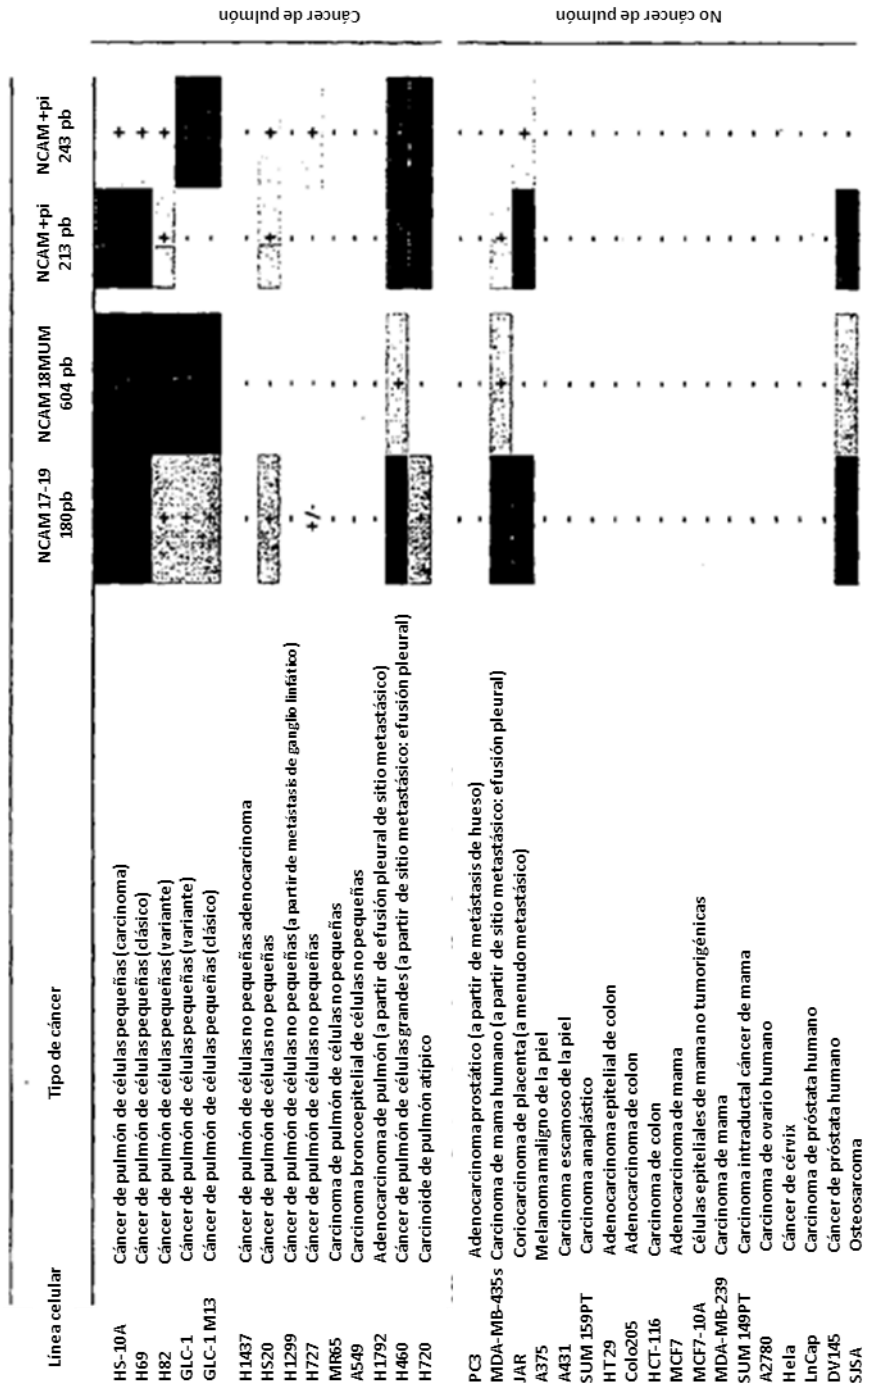 Línea celular Tipo de cáncer NCAM 17-19 180pb NCAM 18MUM 604 pb NCAM +pi 213 pb NCAM +pi 243 pb
Cáncer de pulmón
HS-10A Cáncer de pulmón de células pequeñas (carcinoma) +
H69 Cáncer de pulmón de células pequeñas (clásico) +
H82 Cáncer de pulmón de células pequeñas (variante) + + +
GLC-1 Cáncer de pulmón de células pequeñas (variante) + -
GLC-1 M13 Cáncer de pulmón de células pequeñas (clásico) -
H1437 Cáncer de pulmón de células no pequeñas adenocarcinoma - - - -
HS20 Cáncer de pulmón de células no pequeñas + - + +
H1299 Cáncer de pulmón de células no pequeñas (a partir de metástasis de ganglio linfático) - - - -
H727 Cáncer de pulmón de células no pequeñas +/- - - +
MR65 Carcinoma de pulmón de células no pequeñas - - - -
A549 Carcinoma broncoepitelial de células no pequeñas - - - -
H1792 Adenocarcinoma de pulmón (a partir de efusión pleural de sitio metastásico) - - - -
H460 Cáncer de pulmón de células grandes (a partir de sitio metastásico: efusión pleural) +
H720 Carcinoide de pulmón atípico + -
No cáncer de pulmón
PC3 Adenocarcinoma prostático (a partir de metástasis de hueso) - - - -
MDA-MB-435s Carcinoma de mama humano (a partir de sitio metastásico: efusión pleural) + + -
JAR Coriocarcinoma de placenta (a menudo metastásico) - +
A375 Melanoma maligno de la piel - - - -
A431 Carcinoma escamoso de la piel - - - -
SUM 159PT Carcinoma anaplástico - - - -
HT29 Adenocarcinoma epitelial de colon - - - -
Colo205 Adenocarcinoma de colon - - - -
HCT-116 Carcinoma de colon - - - -
MCF7 Adenocarcinoma de mama - - - -
MCF7-10A Células epiteliales de mama no tumorigénicas - - - -
MDA-MB-239 Carcinoma de mama - - - -
SUM 149PT Carcinoma intraductal cáncer de mama - - - -
A2780 Carcinoma de ovario humano - - - -
Hela Cáncer de cérvix - - - -
LnCap Carcinoma de próstata humano - - - -
DV145 Cáncer de próstata humano - - - -
SJSA Osteosarcoma + -